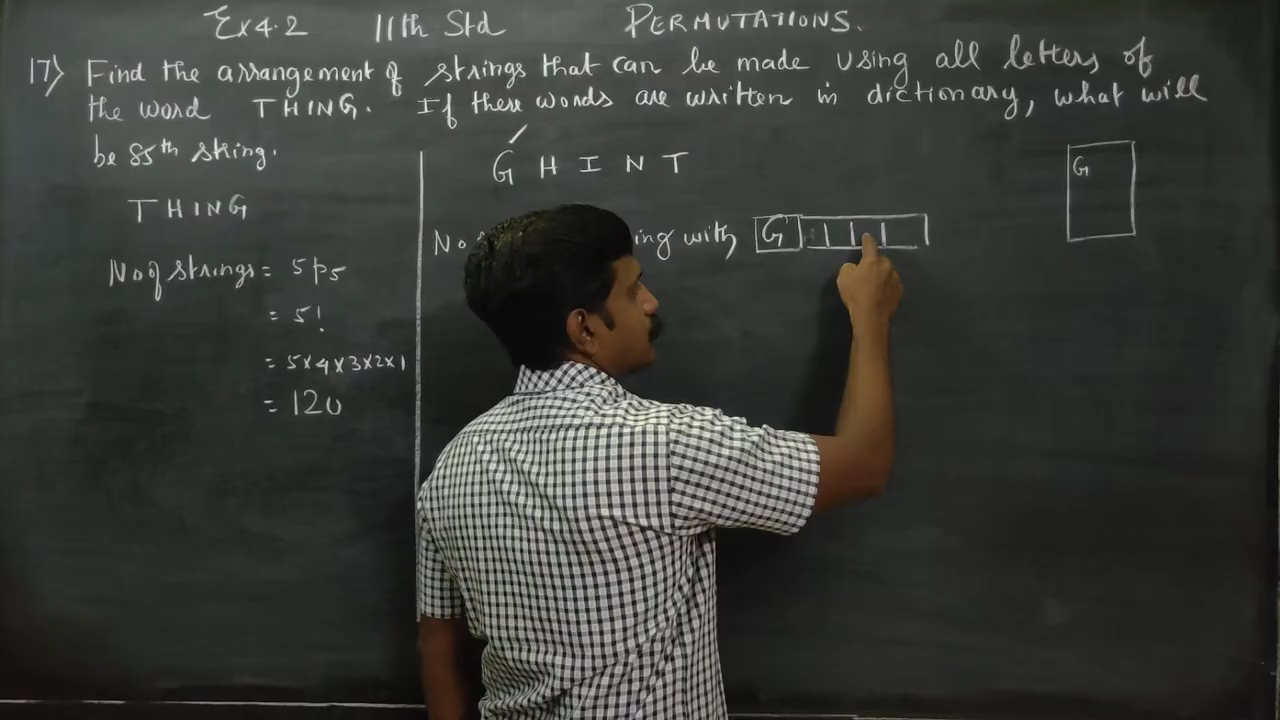 Ex 4.2 11th Std PERMUTATIONS.
17) Find the arrangement of strings that can be made using all letters of
the word THING. If these words are written in dictionary, what will
be 85th string.
THING
No of strings = 5P5
= 5!
= 5×4×3×2×1
= 120
G H I N T
No ing with G
G